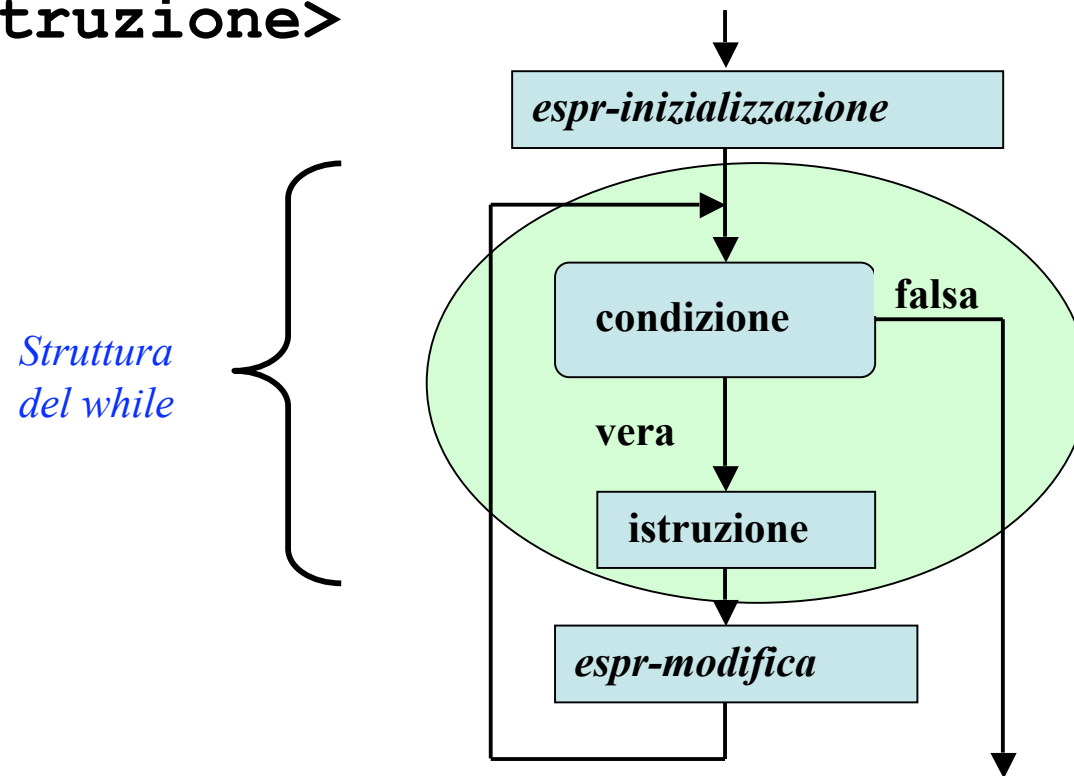 truzione>
espr-inizializzazione
condizione
falsa
Struttura
del while
vera
istruzione
espr-modifica